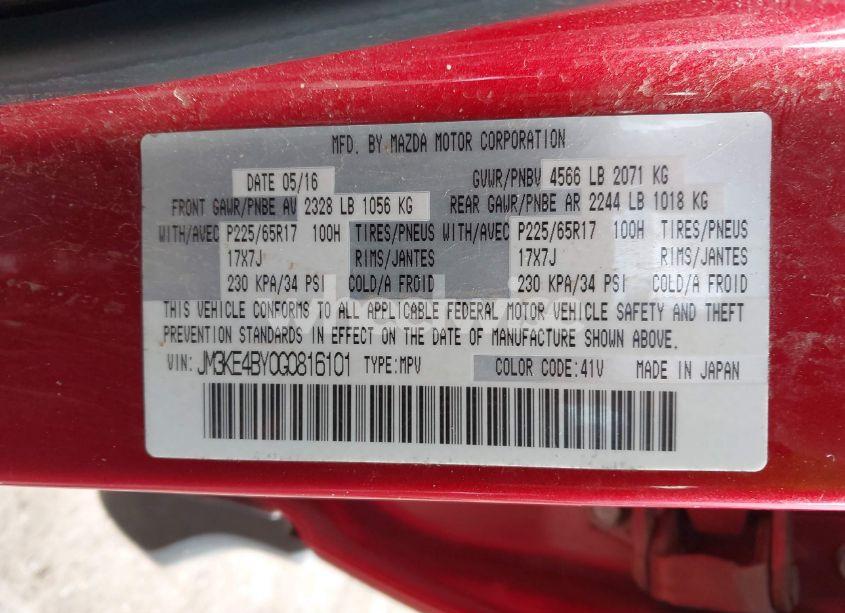 MFD. BY MAZDA MOTOR CORPORATION
DATE 05/16 GVWR/PNBV 4566 LB 2071 KG
FRONT GAWR/PNBE AV 2328 LB 1056 KG REAR GAWR/PNBE AR 2244 LB 1018 KG
WITH/AVEC P225/65R17 100H TIRES/PNEUS WITH/AVEC P225/65R17 100H TIRES/PNEUS
17X7J RIMS/JANTES 17X7J RIMS/JANTES
230 KPA/34 PSI COLD/A FROID 230 KPA/34 PSI COLD/A FROID
THIS VEHICLE CONFORMS TO ALL APPLICABLE FEDERAL MOTOR VEHICLE SAFETY AND THEFT
PREVENTION STANDARDS IN EFFECT ON THE DATE OF MANUFACTURE SHOWN ABOVE.
VIN: JM3KE4BY0G0816101 TYPE:MPV COLOR CODE:41V MADE IN JAPAN